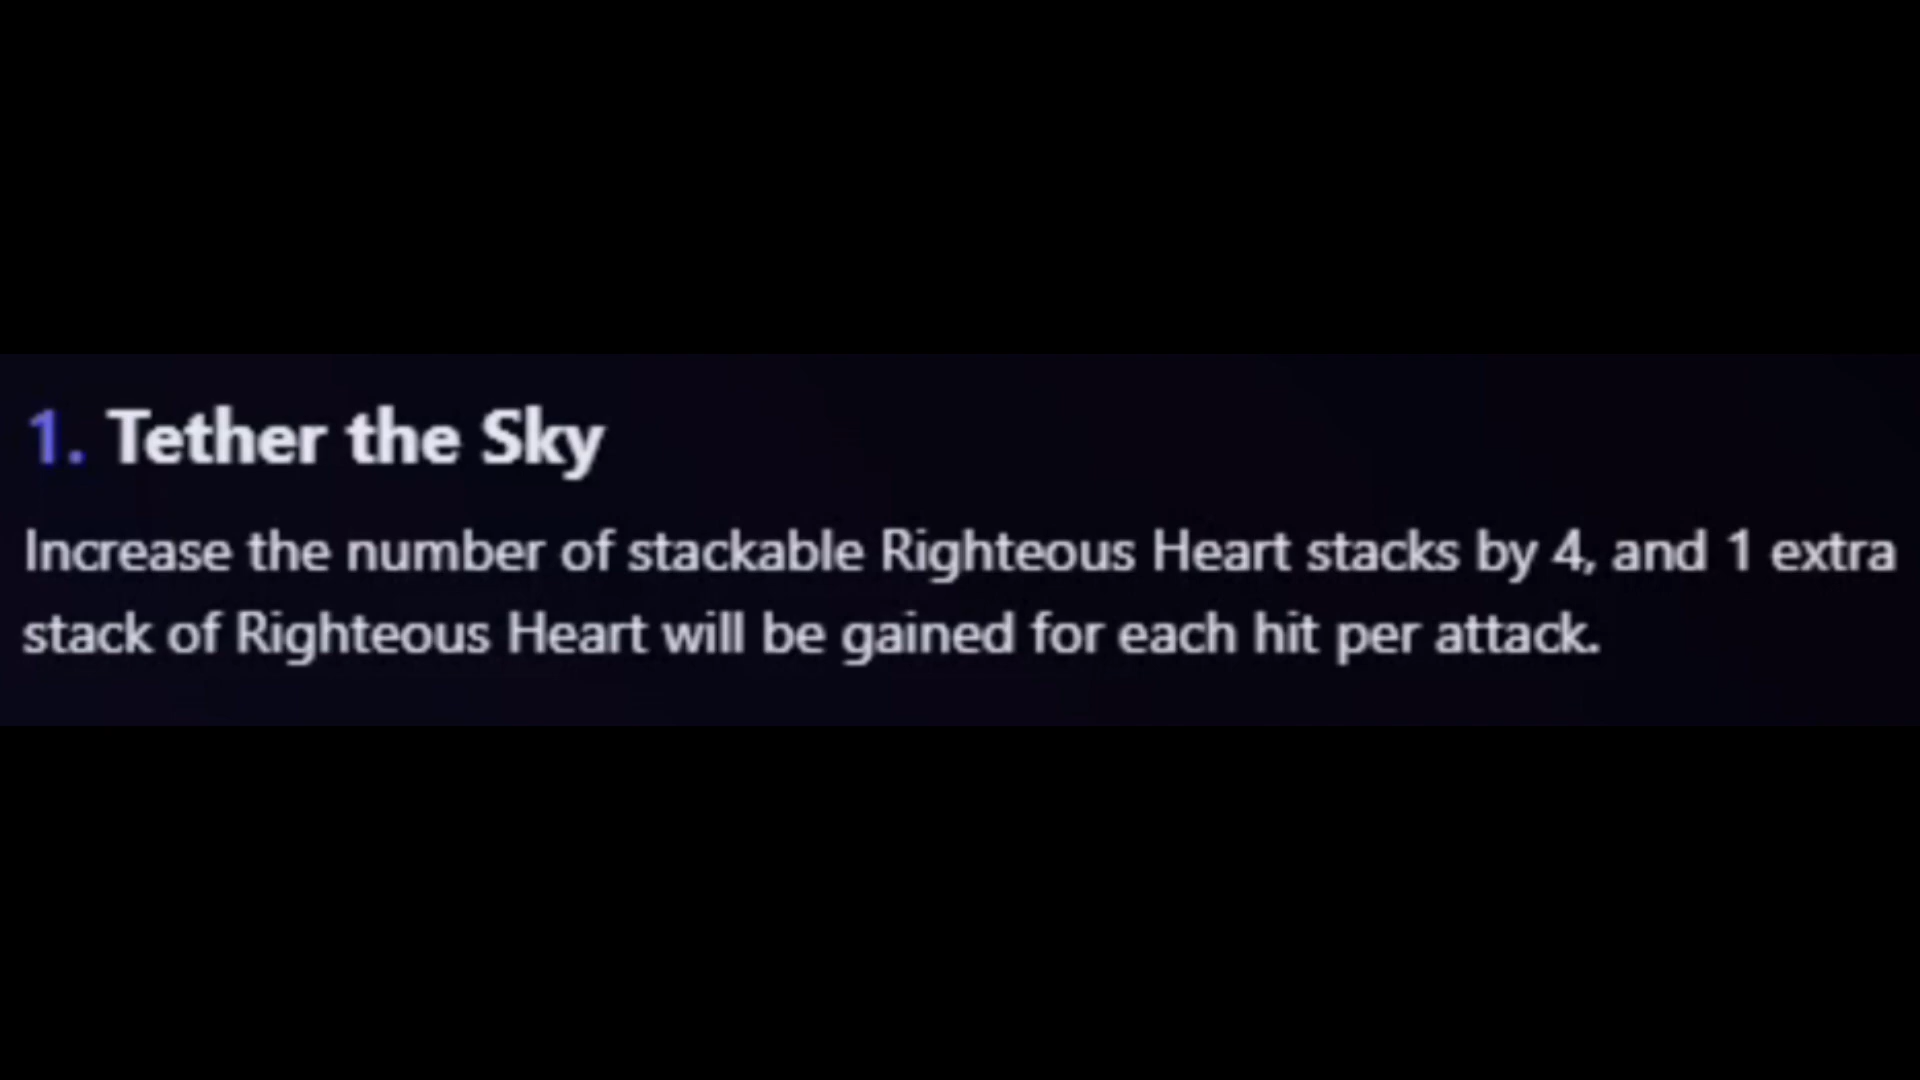 1. Tether the Sky
Increase the number of stackable Righteous Heart stacks by 4, and 1 extra
stack of Righteous Heart will be gained for each hit per attack.